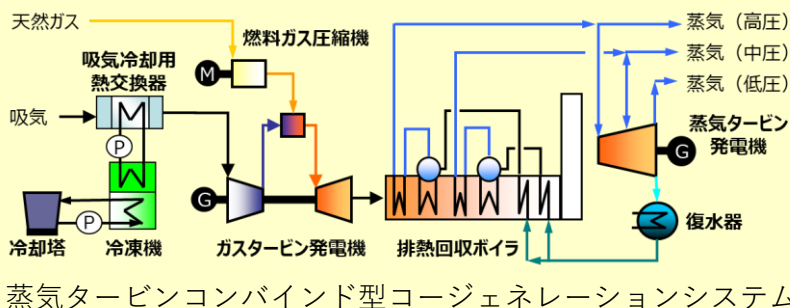 天然ガス
燃料ガス圧縮機
吸気冷却用
熱交換器
吸気
M
P
P
冷却塔
冷凍機
G
ガスタービン発電機
排熱回収ボイラ
蒸気（高圧）
蒸気（中圧）
蒸気（低圧）
蒸気タービン
発電機
G
復水器
蒸気タービンコンバインド型コージェネレーションシステム